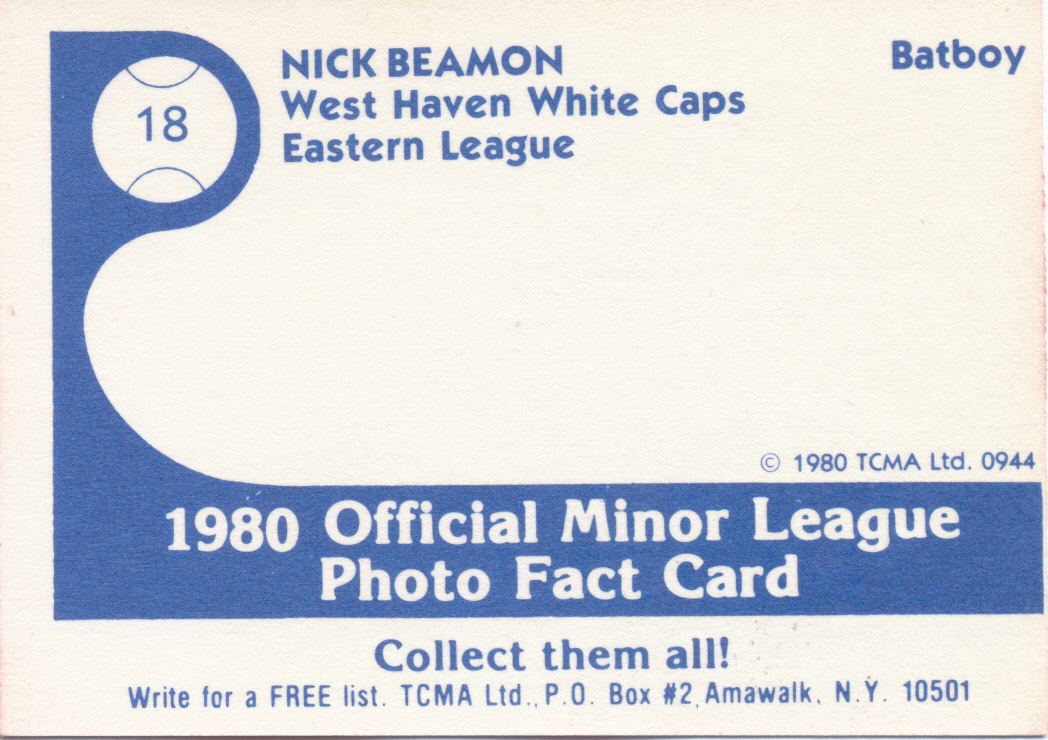 18
NICK BEAMON
Batboy
West Haven White Caps
Eastern League
© 1980 TCMA Ltd. 0944
1980 Official Minor League
Photo Fact Card
Collect them all!
Write for a FREE list. TCMA Ltd., P.O. Box #2, Amawalk, N.Y. 10501